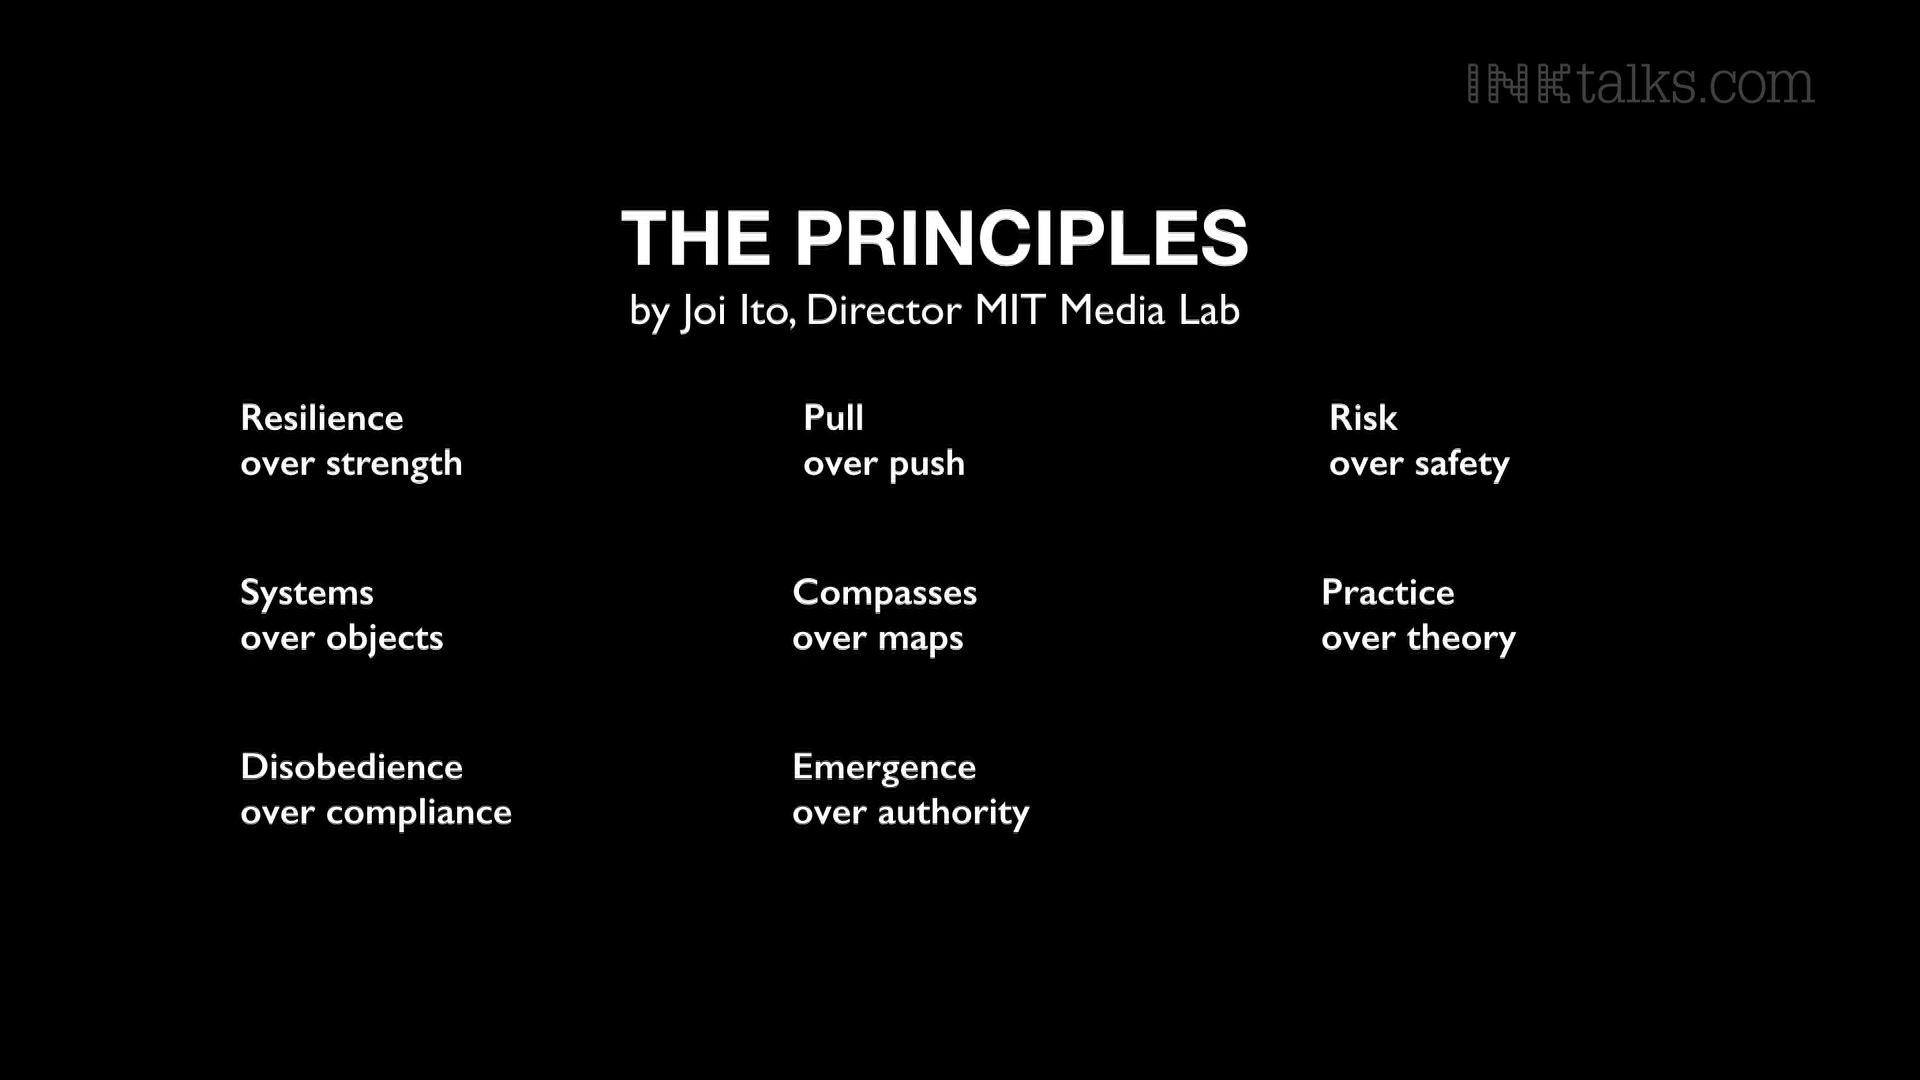 INKtalks.com
THE PRINCIPLES
by Joi Ito, Director MIT Media Lab
Resilience
over strength
Pull
over push
Risk
over safety
Systems
over objects
Compasses
over maps
Practice
over theory
Disobedience
over compliance
Emergence
over authority